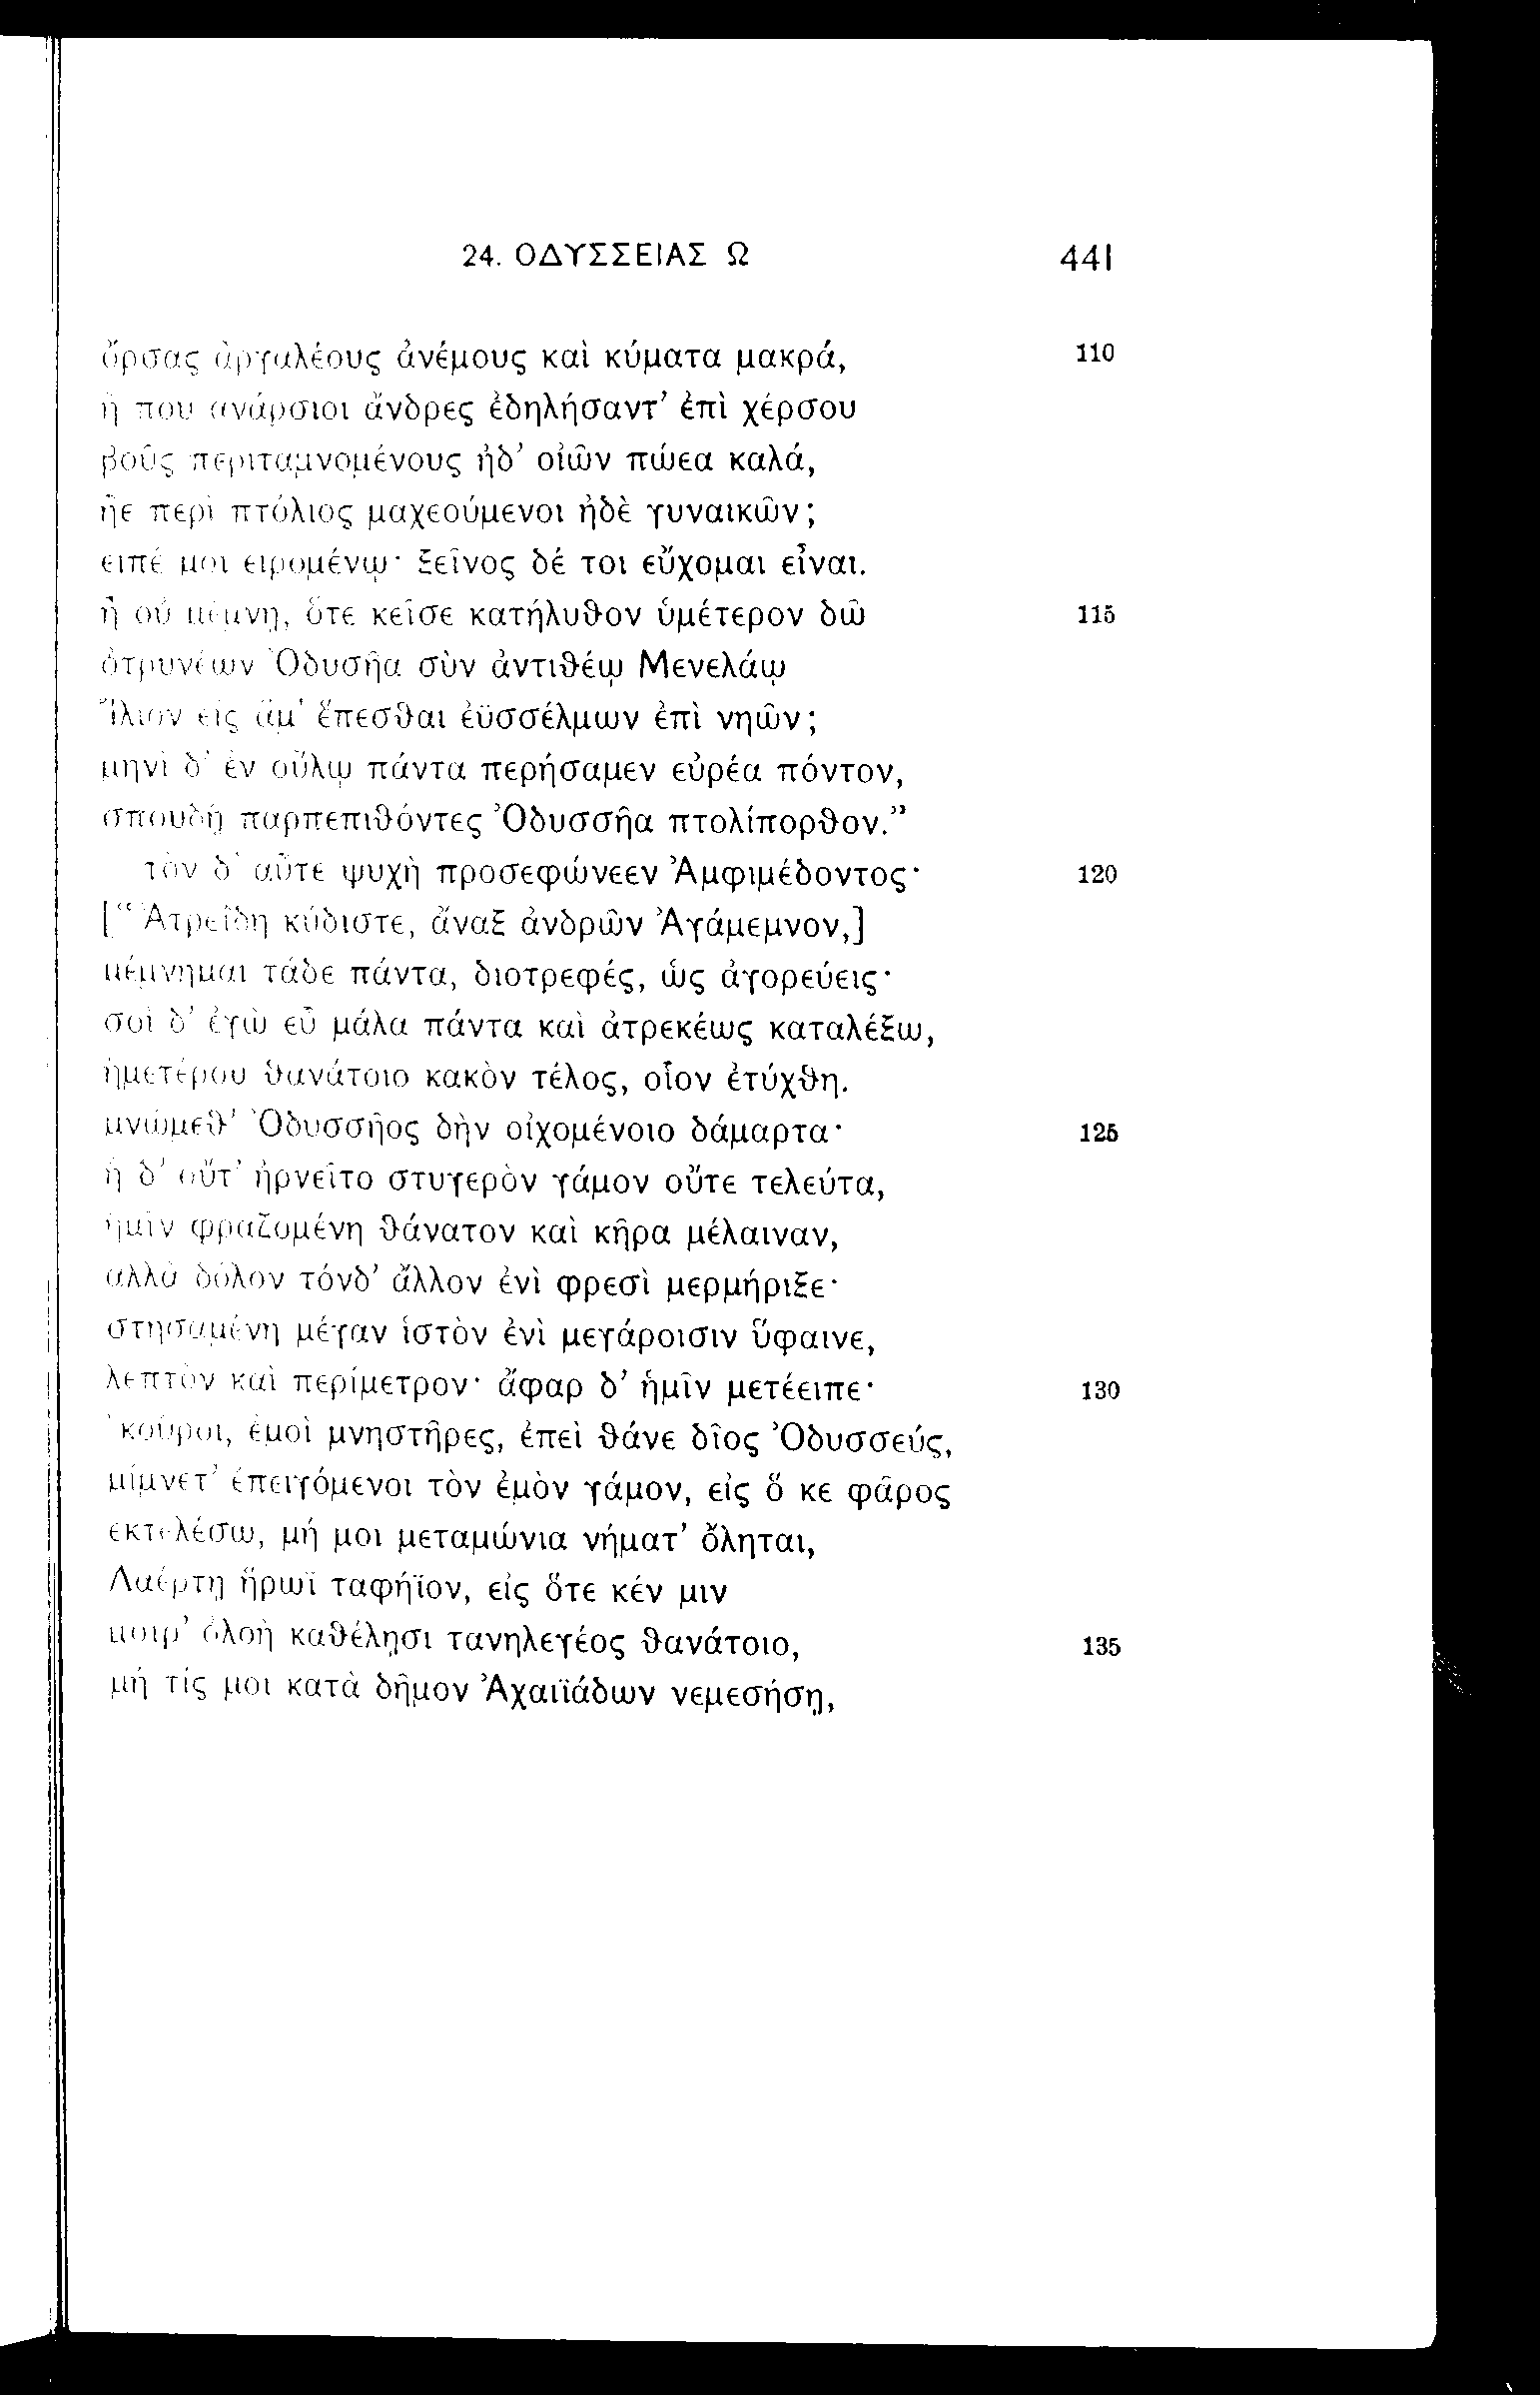 24. ΟΔΥΣΣΕΙΑΣ Ω 441
ὄρσας ἀργαλέους ἀνέμους καὶ κύματα μακρά, 110
ἦ που ἀνάρσιοι ἄνδρες ἐδηλήσαντ’ ἐπὶ χέρσου
βοῦς περιταμνομένους ἠδ’ οἰῶν πώεα καλά,
ἠὲ περὶ πτόλιος μαχεούμενοι ἠδὲ γυναικῶν;
εἰπέ μοι εἰρομένῳ· ξεῖνος δέ τοι εὔχομαι εἶναι.
ἦ οὐ μέμνῃ, ὅτε κεῖσε κατήλυθον ὑμέτερον δῶ 115
ὀτρυνέων Ὀδυσῆα σὺν ἀντιθέῳ Μενελάῳ
Ἴλιον εἰς ἅμ’ ἕπεσθαι ἐϋσσέλμων ἐπὶ νηῶν;
μηνὶ δ’ ἐν οὔλῳ πάντα περήσαμεν εὐρέα πόντον,
σπουδῇ παρπεπιθόντες Ὀδυσσῆα πτολίπορθον.”
τὸν δ’ αὖτε ψυχὴ προσεφώνεεν Ἀμφιμέδοντος· 120
[“Ἀτρεΐδη κύδιστε, ἄναξ ἀνδρῶν Ἀγάμεμνον,]
μέμνημαι τάδε πάντα, διοτρεφές, ὡς ἀγορεύεις·
σοὶ δ’ ἐγὼ εὖ μάλα πάντα καὶ ἀτρεκέως καταλέξω,
ἡμετέρου θανάτοιο κακὸν τέλος, οἷον ἐτύχθη.
μνώμεθ’ Ὀδυσσῆος δὴν οἰχομένοιο δάμαρτα· 125
ἡ δ’ οὔτ’ ἠρνεῖτο στυγερὸν γάμον οὔτε τελεύτα,
ἡμῖν φραζομένη θάνατον καὶ κῆρα μέλαιναν,
ἀλλὰ δόλον τόνδ’ ἄλλον ἐνὶ φρεσὶ μερμήριξε·
στησαμένη μέγαν ἱστὸν ἐνὶ μεγάροισιν ὕφαινε,
λεπτὸν καὶ περίμετρον· ἄφαρ δ’ ἡμῖν μετέειπε· 130
‘κοῦροι, ἐμοὶ μνηστῆρες, ἐπεὶ θάνε δῖος Ὀδυσσεύς,
μίμνετ’ ἐπειγόμενοι τὸν ἐμὸν γάμον, εἰς ὅ κε φᾶρος
ἐκτελέσω, μή μοι μεταμώνια νήματ’ ὄληται,
Λαέρτῃ ἥρωϊ ταφήϊον, εἰς ὅτε κέν μιν
μοῖρ’ ὀλοὴ καθέλῃσι τανηλεγέος θανάτοιο, 135
μή τίς μοι κατὰ δῆμον Ἀχαιϊάδων νεμεσήσῃ,